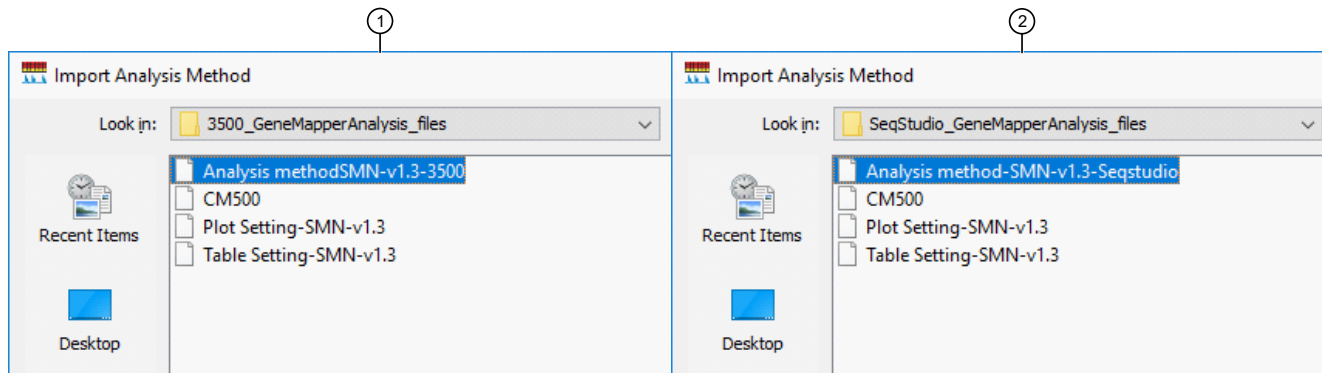 1
Import Analysis Method
Look in: 3500_GeneMapperAnalysis_files
Analysis methodSMN-v1.3-3500
CM500
Plot Setting-SMN-v1.3
Table Setting-SMN-v1.3
Recent Items
Desktop
2
Import Analysis Method
Look in: SeqStudio_GeneMapperAnalysis_files
Analysis method-SMN-v1.3-Seqstudio
CM500
Plot Setting-SMN-v1.3
Table Setting-SMN-v1.3
Recent Items
Desktop